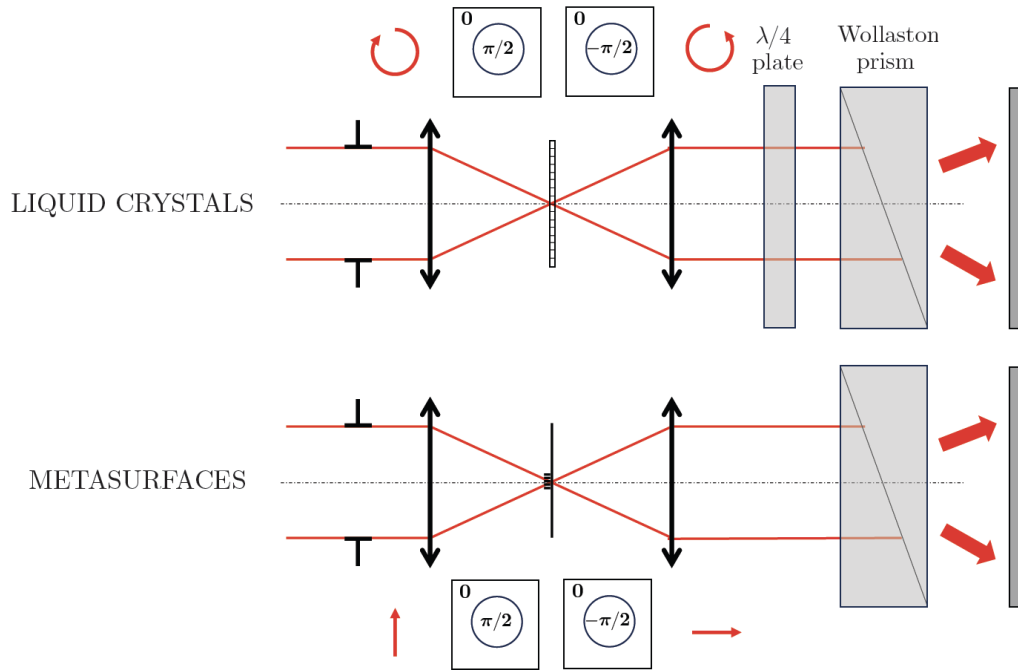 0
π/2
0
−π/2
λ/4
plate
Wollaston
prism
LIQUID CRYSTALS
METASURFACES
0
π/2
0
−π/2